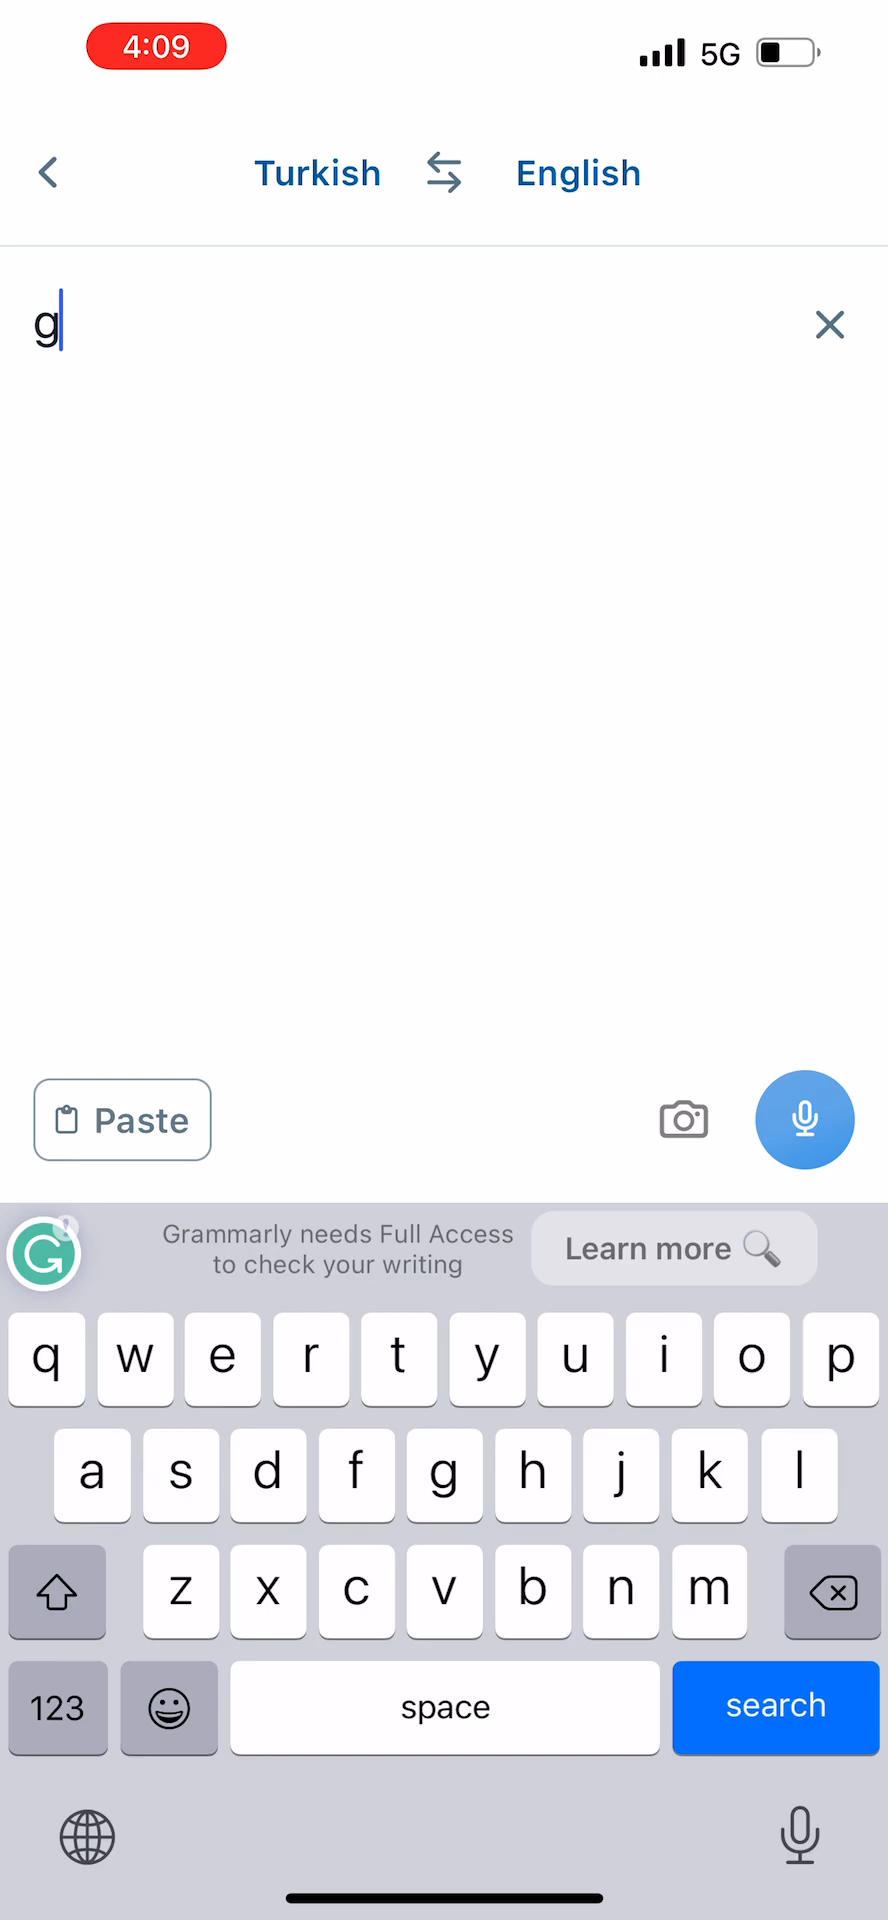 4:09
5G
Turkish English
g
Paste
Grammarly needs Full Access
to check your writing
Learn more
q w e r t y u i o p
a s d f g h j k l
z x c v b n m
123 space search